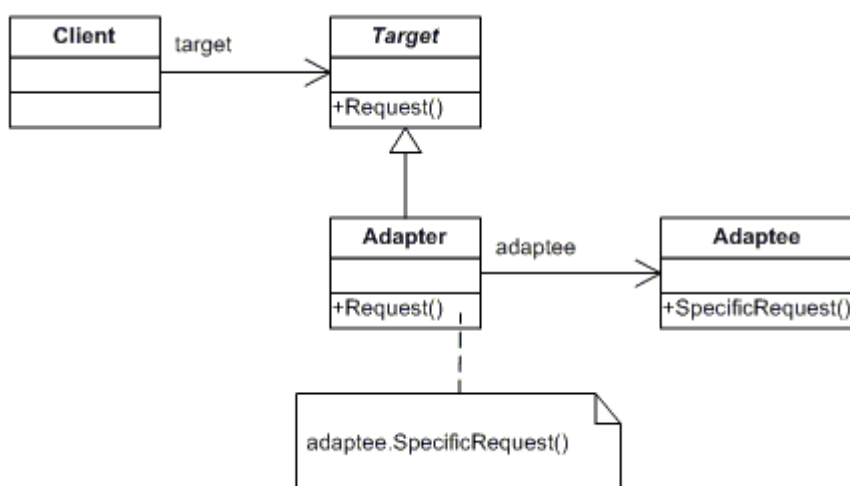 Client
target
Target
+Request()
Adapter
adaptee
Adaptee
+Request()
+SpecificRequest()
adaptee.SpecificRequest()